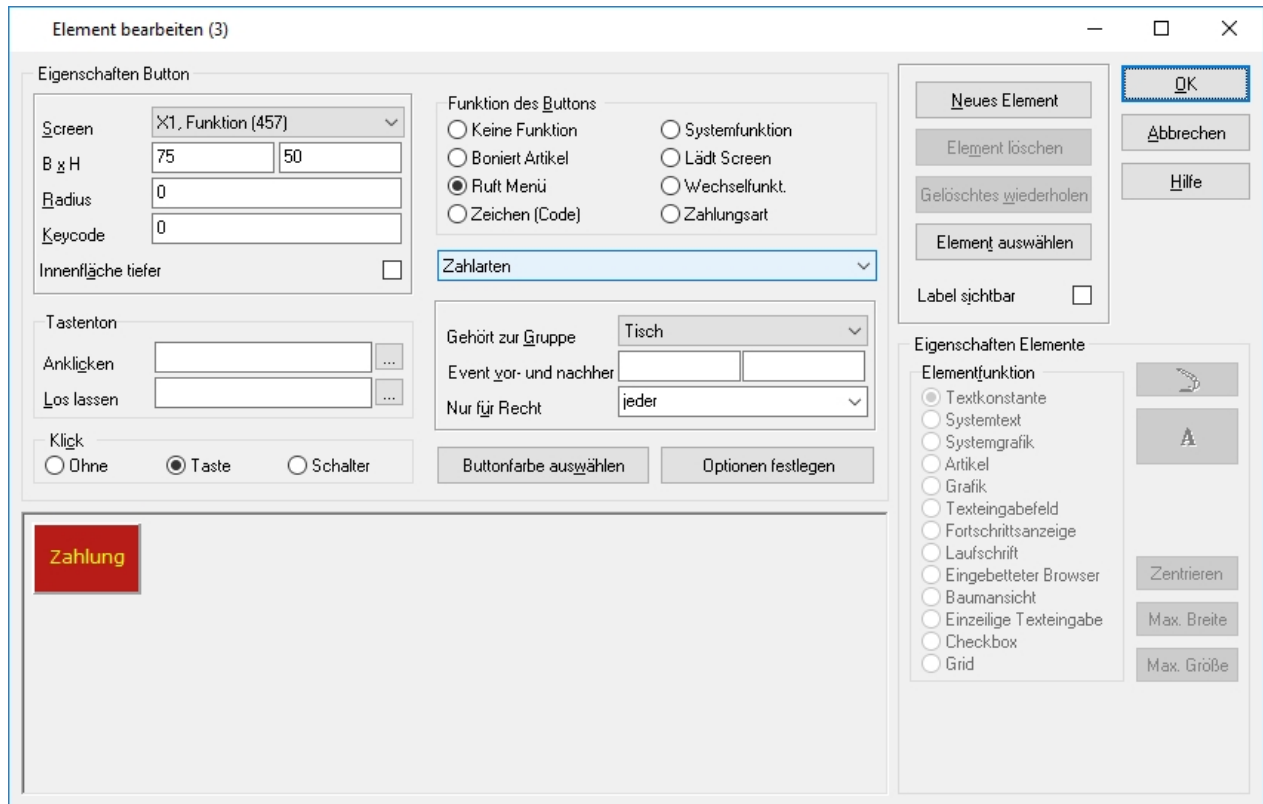 Element bearbeiten (3)
Eigenschaften Button
Screen X1, Funktion (457)
B x H 75 50
Radius 0
Keycode 0
Innenfläche tiefer
Tastenton
Anklicken ...
Los lassen ...
Klick
Ohne Taste Schalter
Funktion des Buttons
Keine Funktion Systemfunktion
Boniert Artikel Lädt Screen
Ruft Menü Wechselfunkt.
Zeichen (Code) Zahlungsart
Zahlarten
Gehört zur Gruppe Tisch
Event vor- und nachher
Nur für Recht jeder
Buttonfarbe auswählen Optionen festlegen
Zahlung
Neues Element
Element löschen
Gelöschtes wiederholen
Element auswählen
Label sichtbar
OK
Abbrechen
Hilfe
Eigenschaften Elemente
Elementfunktion
Textkonstante
Systemtext
Systemgrafik
Artikel
Grafik
Texteingabefeld
Fortschrittsanzeige
Laufschrift
Eingebetteter Browser
Baumansicht
Einzeilige Texteingabe
Checkbox
Grid
A
Zentrieren
Max. Breite
Max. Größe